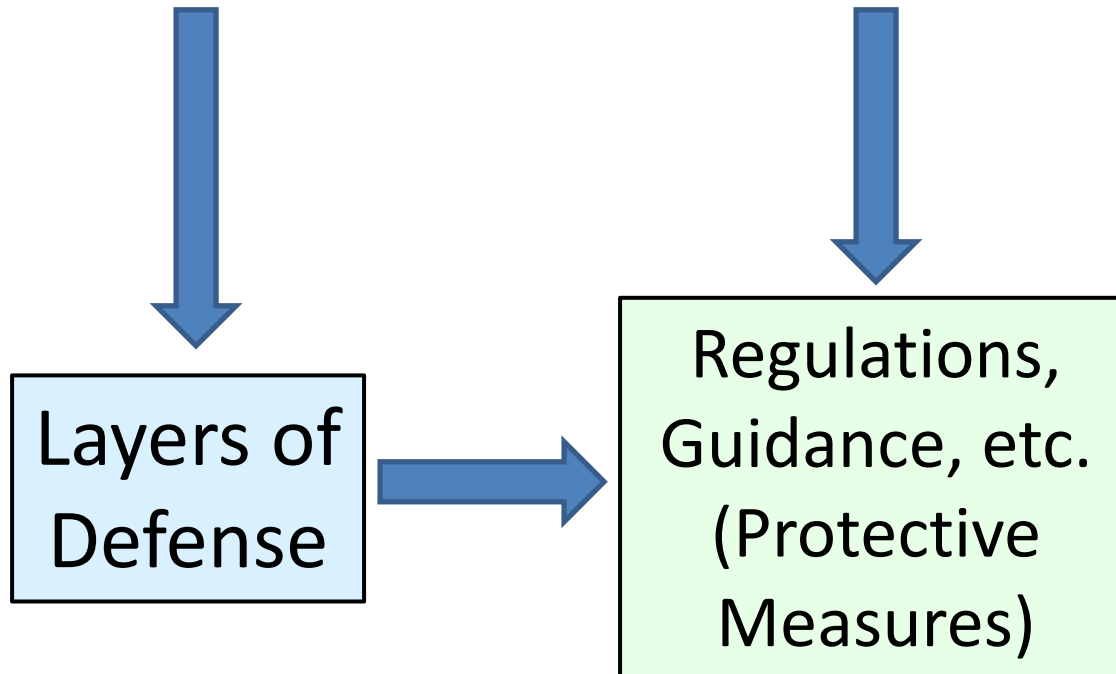 Layers of
Defense
Regulations,
Guidance, etc.
(Protective
Measures)